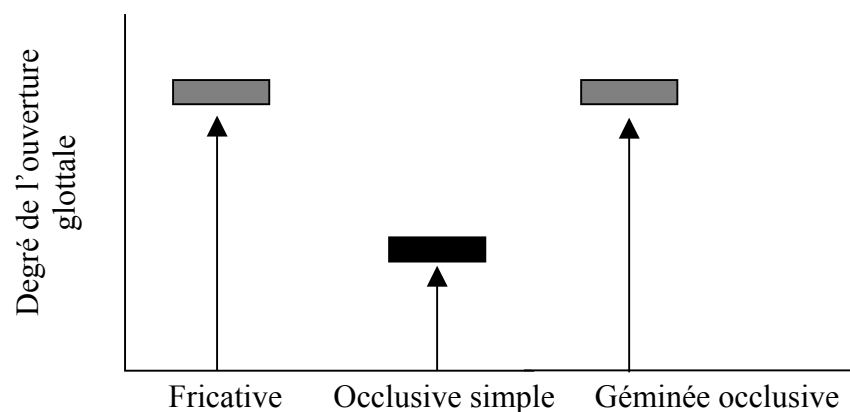 Degré de l’ouverture
glottale
Fricative
Occlusive simple
Géminée occlusive